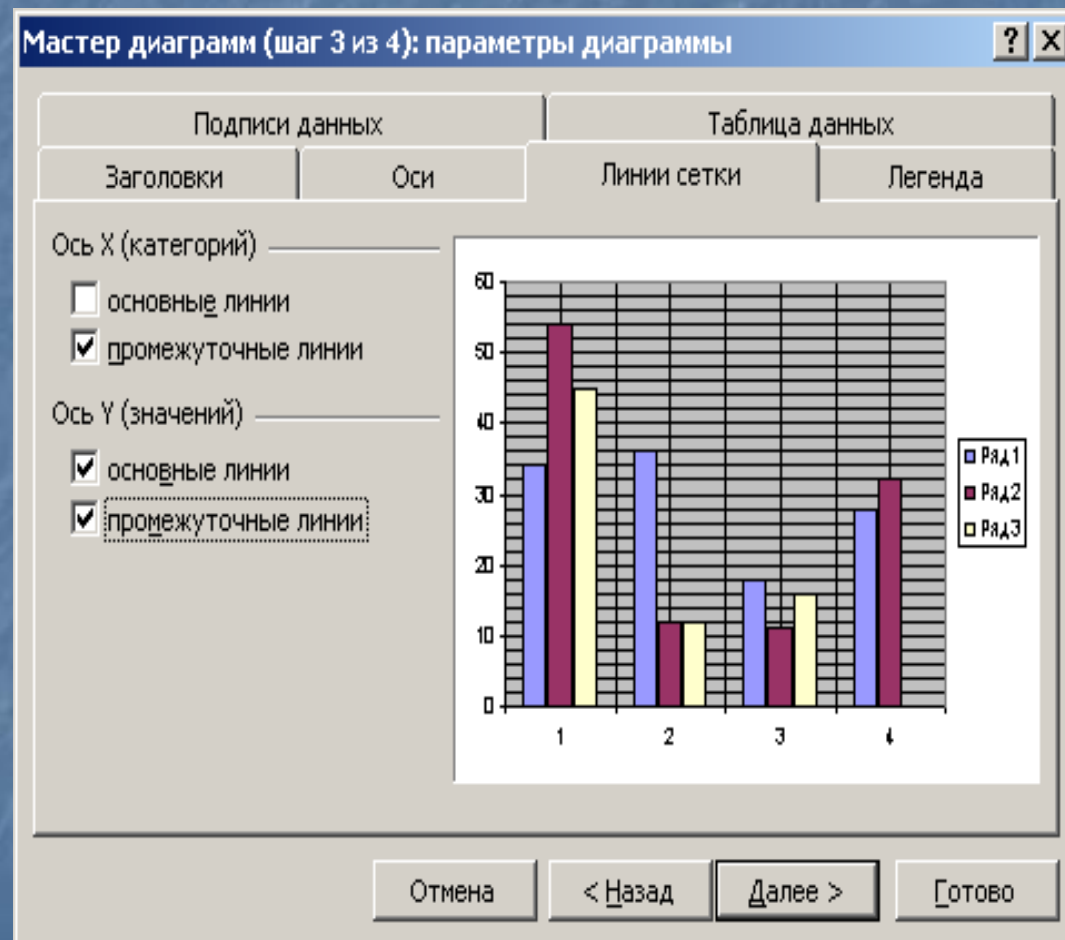 Мастер диаграмм (шаг 3 из 4): параметры диаграммы
Подписи данных
Таблица данных
Заголовки
Оси
Линии сетки
Легенда
Ось X (категорий)
основные линии
промежуточные линии
Ось Y (значений)
основные линии
промежуточные линии
60
50
40
30
20
10
0
1
2
3
4
Ряд1
Ряд2
Ряд3
Отмена
< Назад
Далее >
Готово